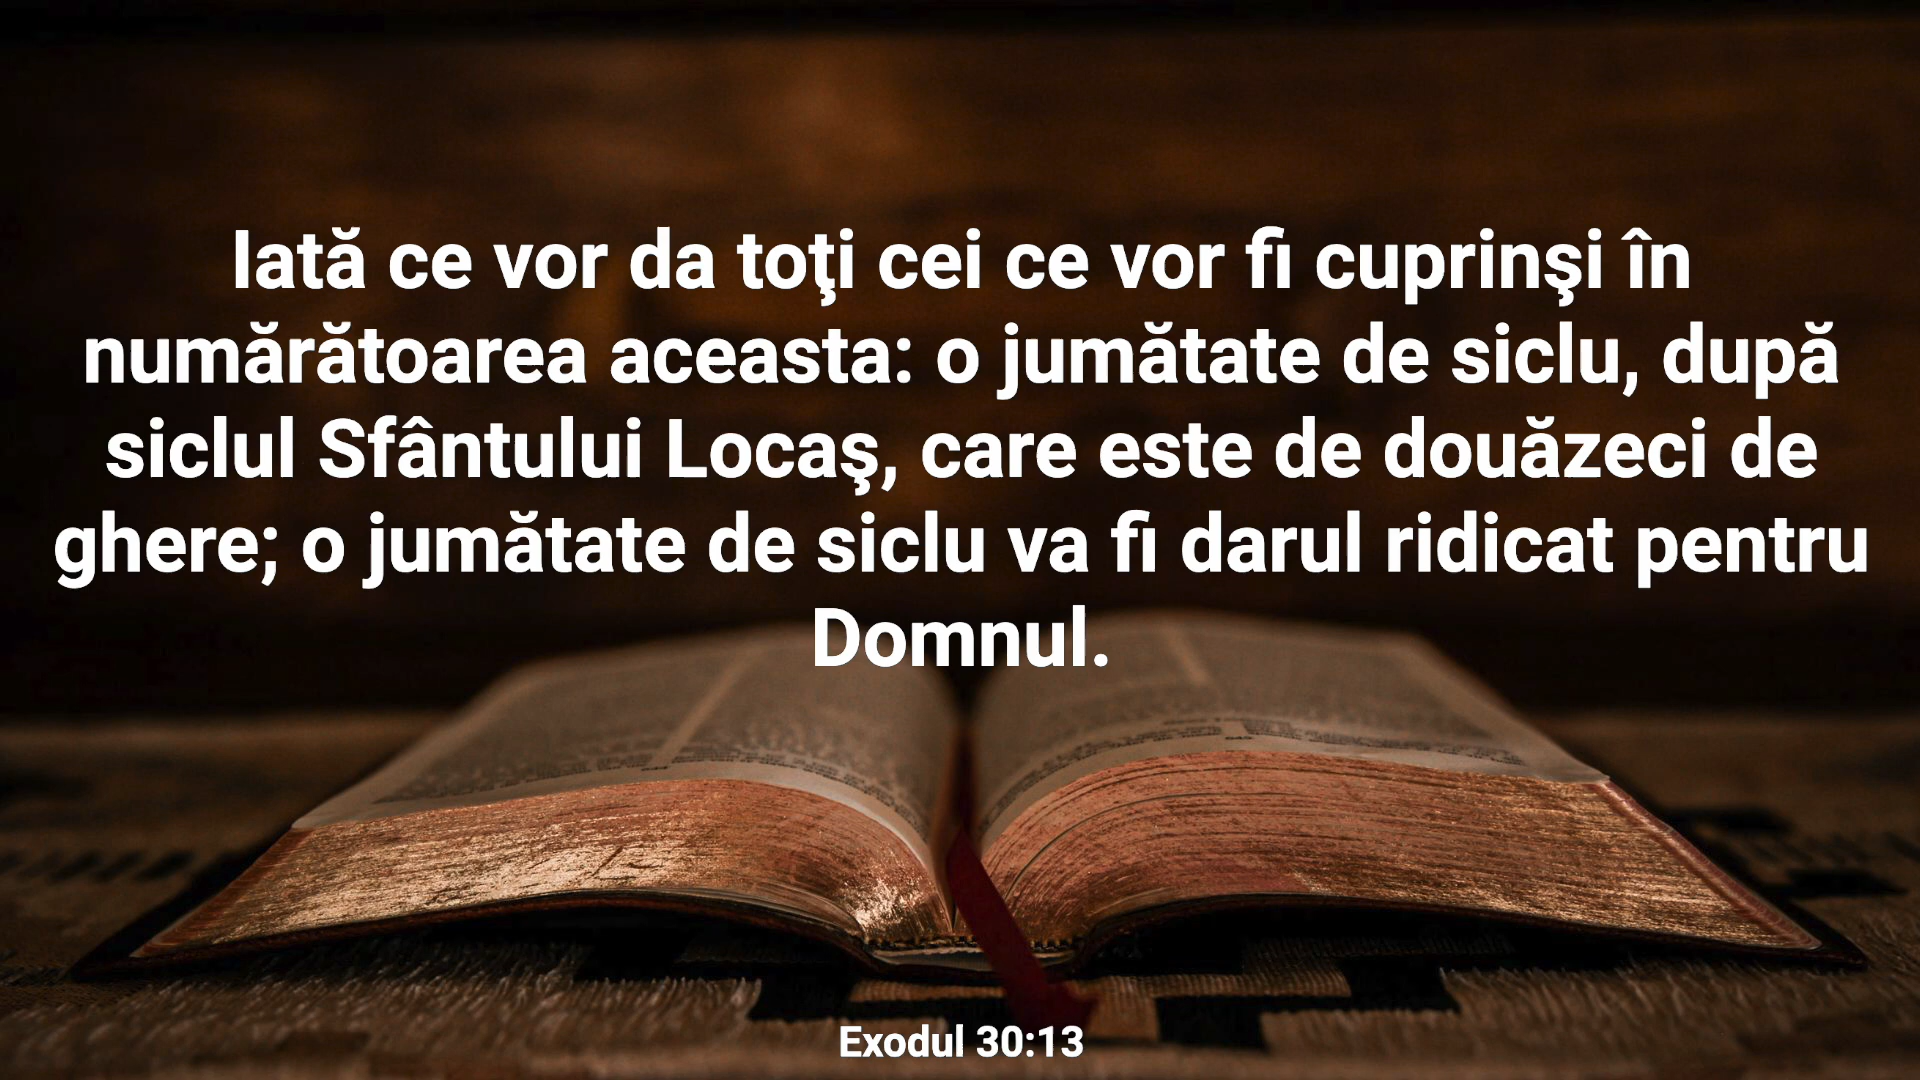 Iată ce vor da toţi cei ce vor fi cuprinşi în
numărătoarea aceasta: o jumătate de siclu, după
siclul Sfântului Locaş, care este de douăzeci de
ghere; o jumătate de siclu va fi darul ridicat pentru
Domnul.
Exodul 30:13